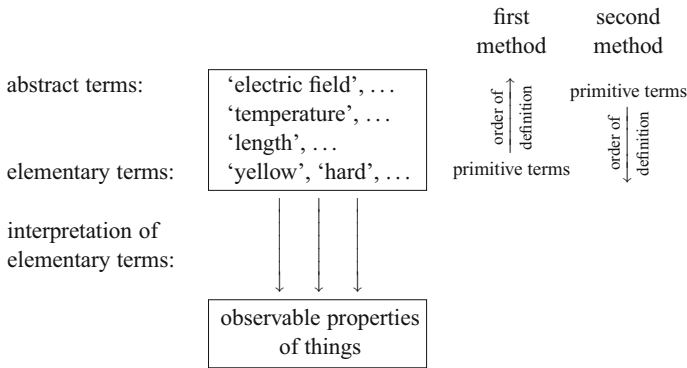 first
method
second
method
abstract terms:
‘electric field’, ...
‘temperature’, ...
‘length’, ...
elementary terms:
‘yellow’, ‘hard’, ...
order of
definition
primitive terms
primitive terms
order of
definition
interpretation of
elementary terms:
observable properties
of things